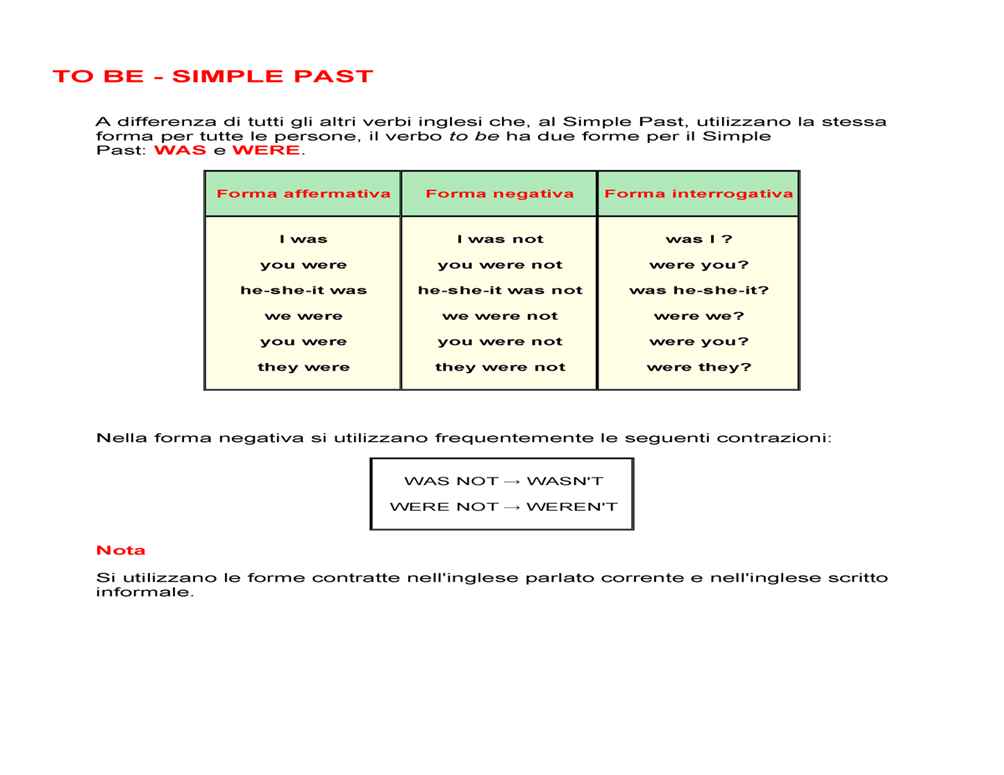 TO BE - SIMPLE PAST
A differenza di tutti gli altri verbi inglesi che, al Simple Past, utilizzano la stessa
forma per tutte le persone, il verbo to be ha due forme per il Simple
Past: WAS e WERE.
Forma affermativa Forma negativa Forma interrogativa
I was I was not was I ?
you were you were not were you?
he-she-it was he-she-it was not was he-she-it?
we were we were not were we?
you were you were not were you?
they were they were not were they?
Nella forma negativa si utilizzano frequentemente le seguenti contrazioni:
WAS NOT → WASN'T
WERE NOT → WEREN'T
Nota
Si utilizzano le forme contratte nell'inglese parlato corrente e nell'inglese scritto
informale.